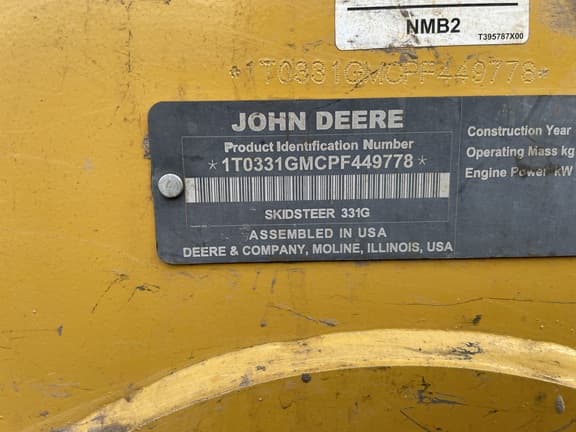 NMB2
T395787X00
*1T0331GMCPF449778*
JOHN DEERE
Product Identification Number
*1T0331GMCPF449778*
SKIDSTEER 331G
ASSEMBLED IN USA
DEERE & COMPANY, MOLINE, ILLINOIS, USA
Construction Year
Operating Mass kg
Engine Power kW